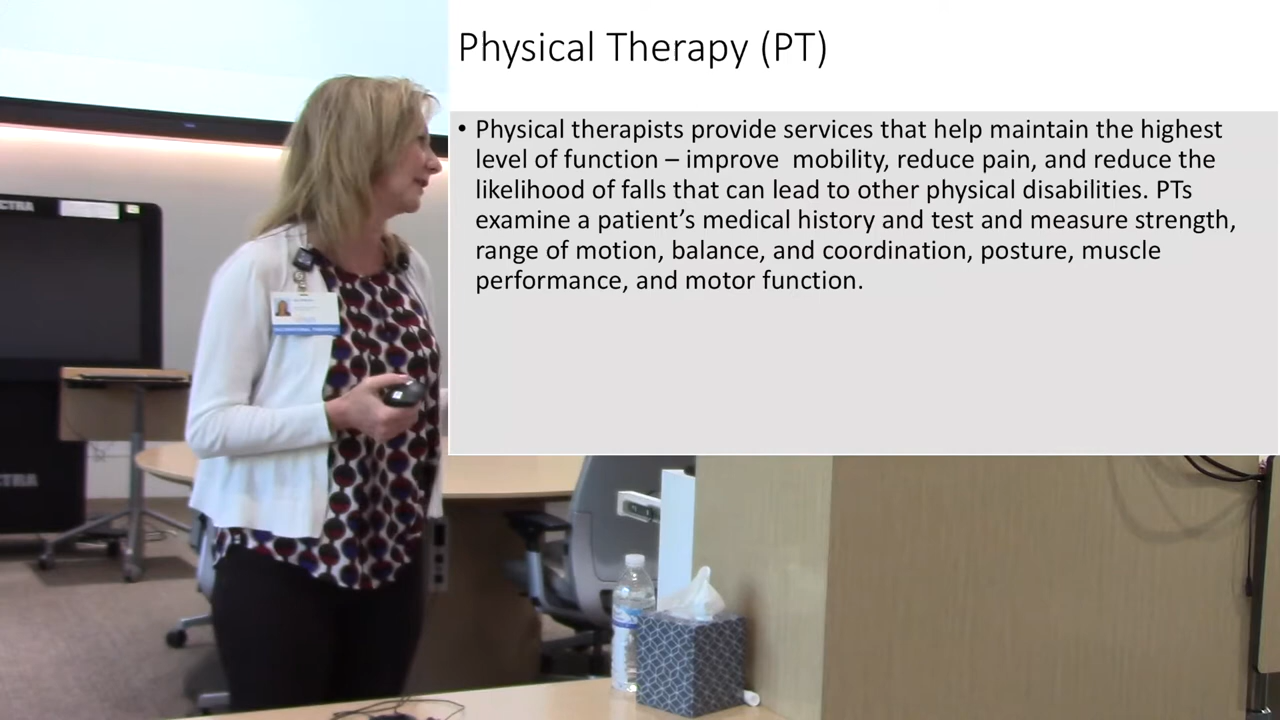 Physical Therapy (PT)
• Physical therapists provide services that help maintain the highest
level of function – improve  mobility, reduce pain, and reduce the
likelihood of falls that can lead to other physical disabilities. PTs
examine a patient’s medical history and test and measure strength,
range of motion, balance, and coordination, posture, muscle
performance, and motor function.
OCCUPATIONAL THERAPIST